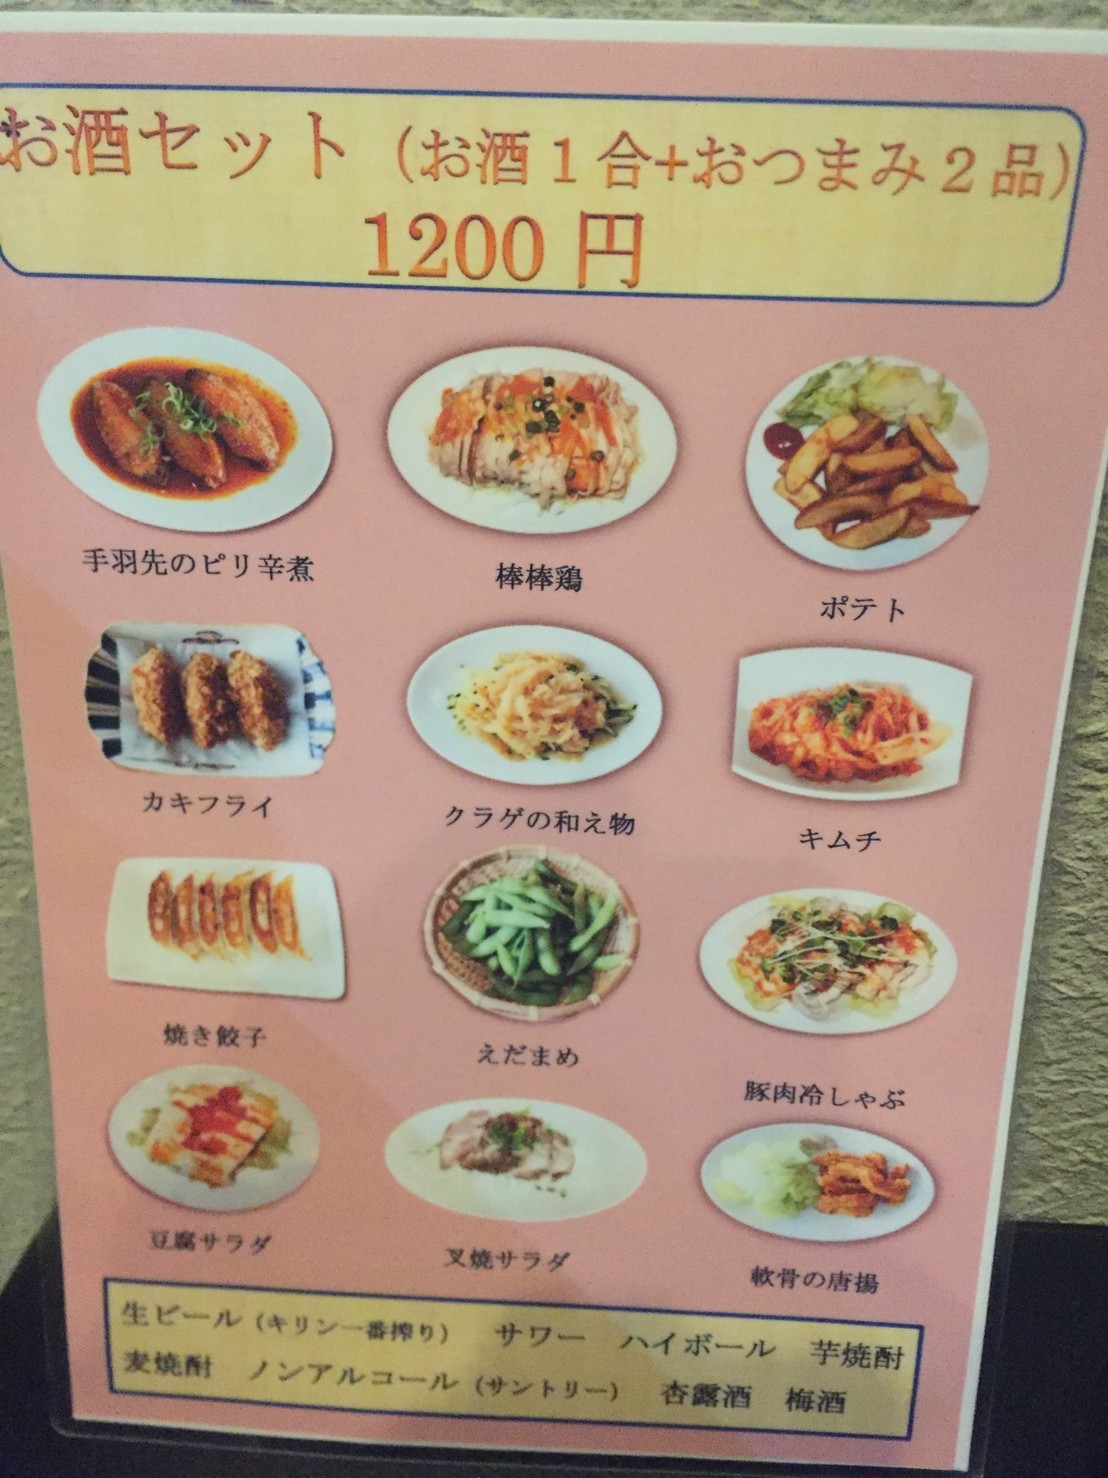 お酒セット（お酒１合+おつまみ２品）
1200 円
手羽先のピリ辛煮
棒棒鶏
ポテト
カキフライ
クラゲの和え物
キムチ
焼き餃子
えだまめ
豚肉冷しゃぶ
豆腐サラダ
叉焼サラダ
軟骨の唐揚
生ビール（キリン一番搾り） サワー ハイボール 芋焼酎
麦焼酎 ノンアルコール（サントリー） 杏露酒 梅酒